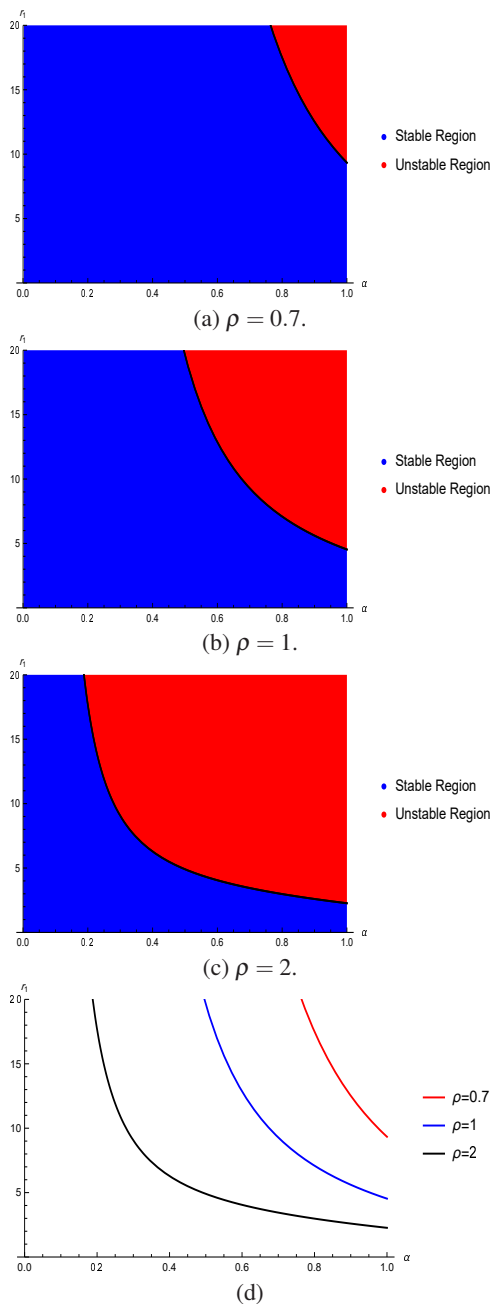 r1
20
15
10
5
0.0 0.2 0.4 0.6 0.8 1.0 α
Stable Region
Unstable Region
(a) ρ = 0.7.
r1
20
15
10
5
0.0 0.2 0.4 0.6 0.8 1.0 α
Stable Region
Unstable Region
(b) ρ = 1.
r1
20
15
10
5
0.0 0.2 0.4 0.6 0.8 1.0 α
Stable Region
Unstable Region
(c) ρ = 2.
r1
20
15
10
5
0.0 0.2 0.4 0.6 0.8 1.0 α
ρ=0.7
ρ=1
ρ=2
(d)